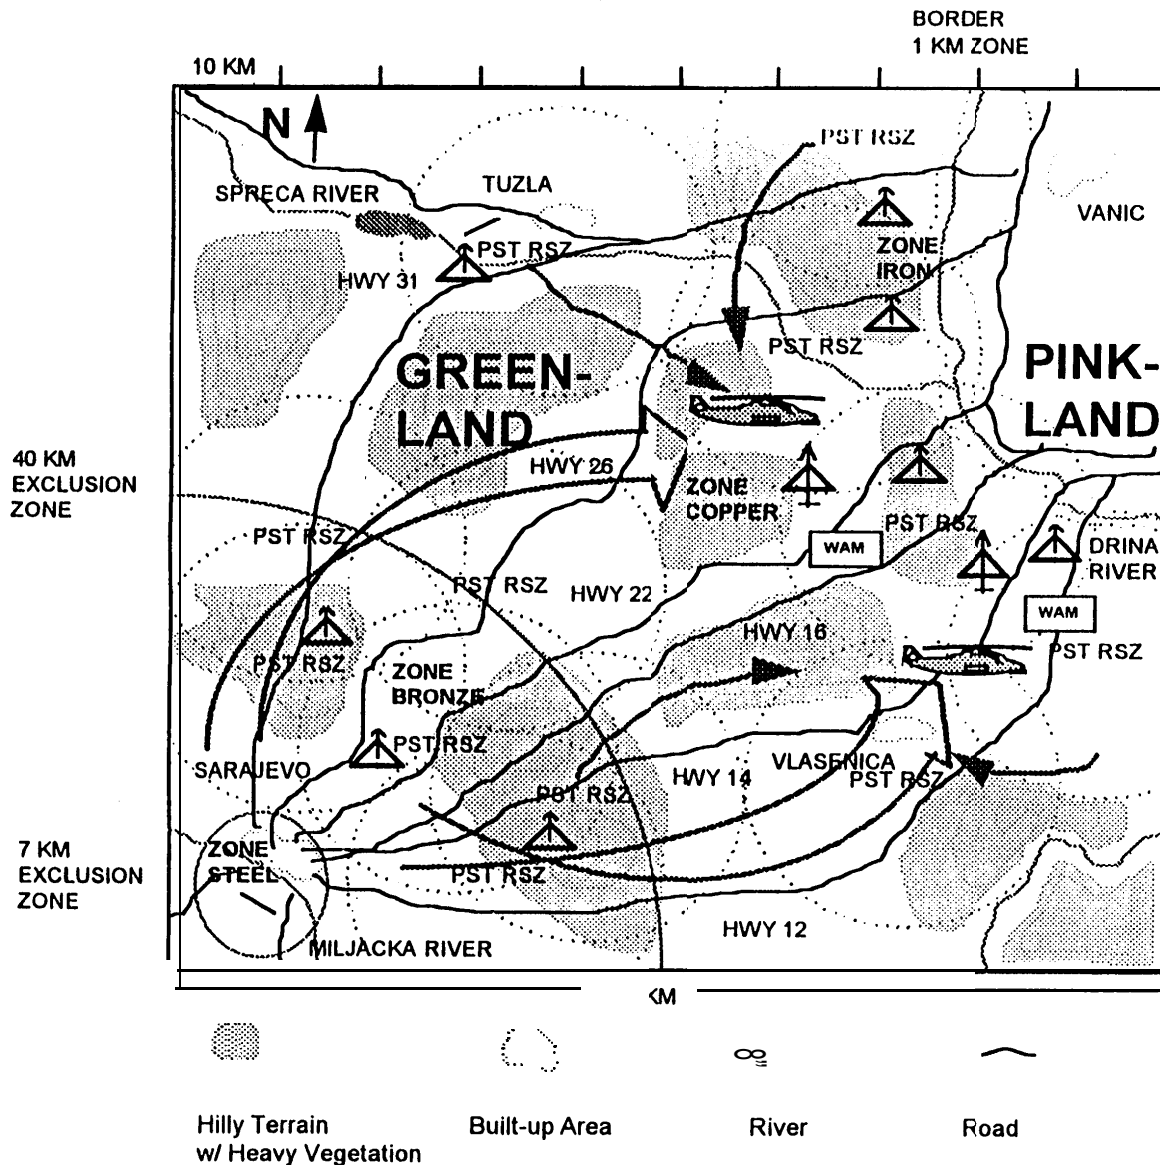 BORDER
1 KM ZONE
10 KM
N
PST RSZ
SPRECA RIVER
TUZLA
VANIC
PST RSZ
ZONE
IRON
HWY 31
PST RSZ
GREEN-
LAND
PINK-
LAND
40 KM
EXCLUSION
ZONE
HWY 26
ZONE
COPPER
PST RSZ
PST RSZ
WAM
DRINA
RIVER
PST RSZ
HWY 22
WAM
HWY 16
PST RSZ
PST RSZ
ZONE
BRONZE
PST RSZ
SARAJEVO
VLASENICA
HWY 14
PST RSZ
PST RSZ
7 KM
EXCLUSION
ZONE
ZONE
STEEL
PST RSZ
HWY 12
MILJACKA RIVER
KM
Hilly Terrain
w/ Heavy Vegetation
Built-up Area
River
Road